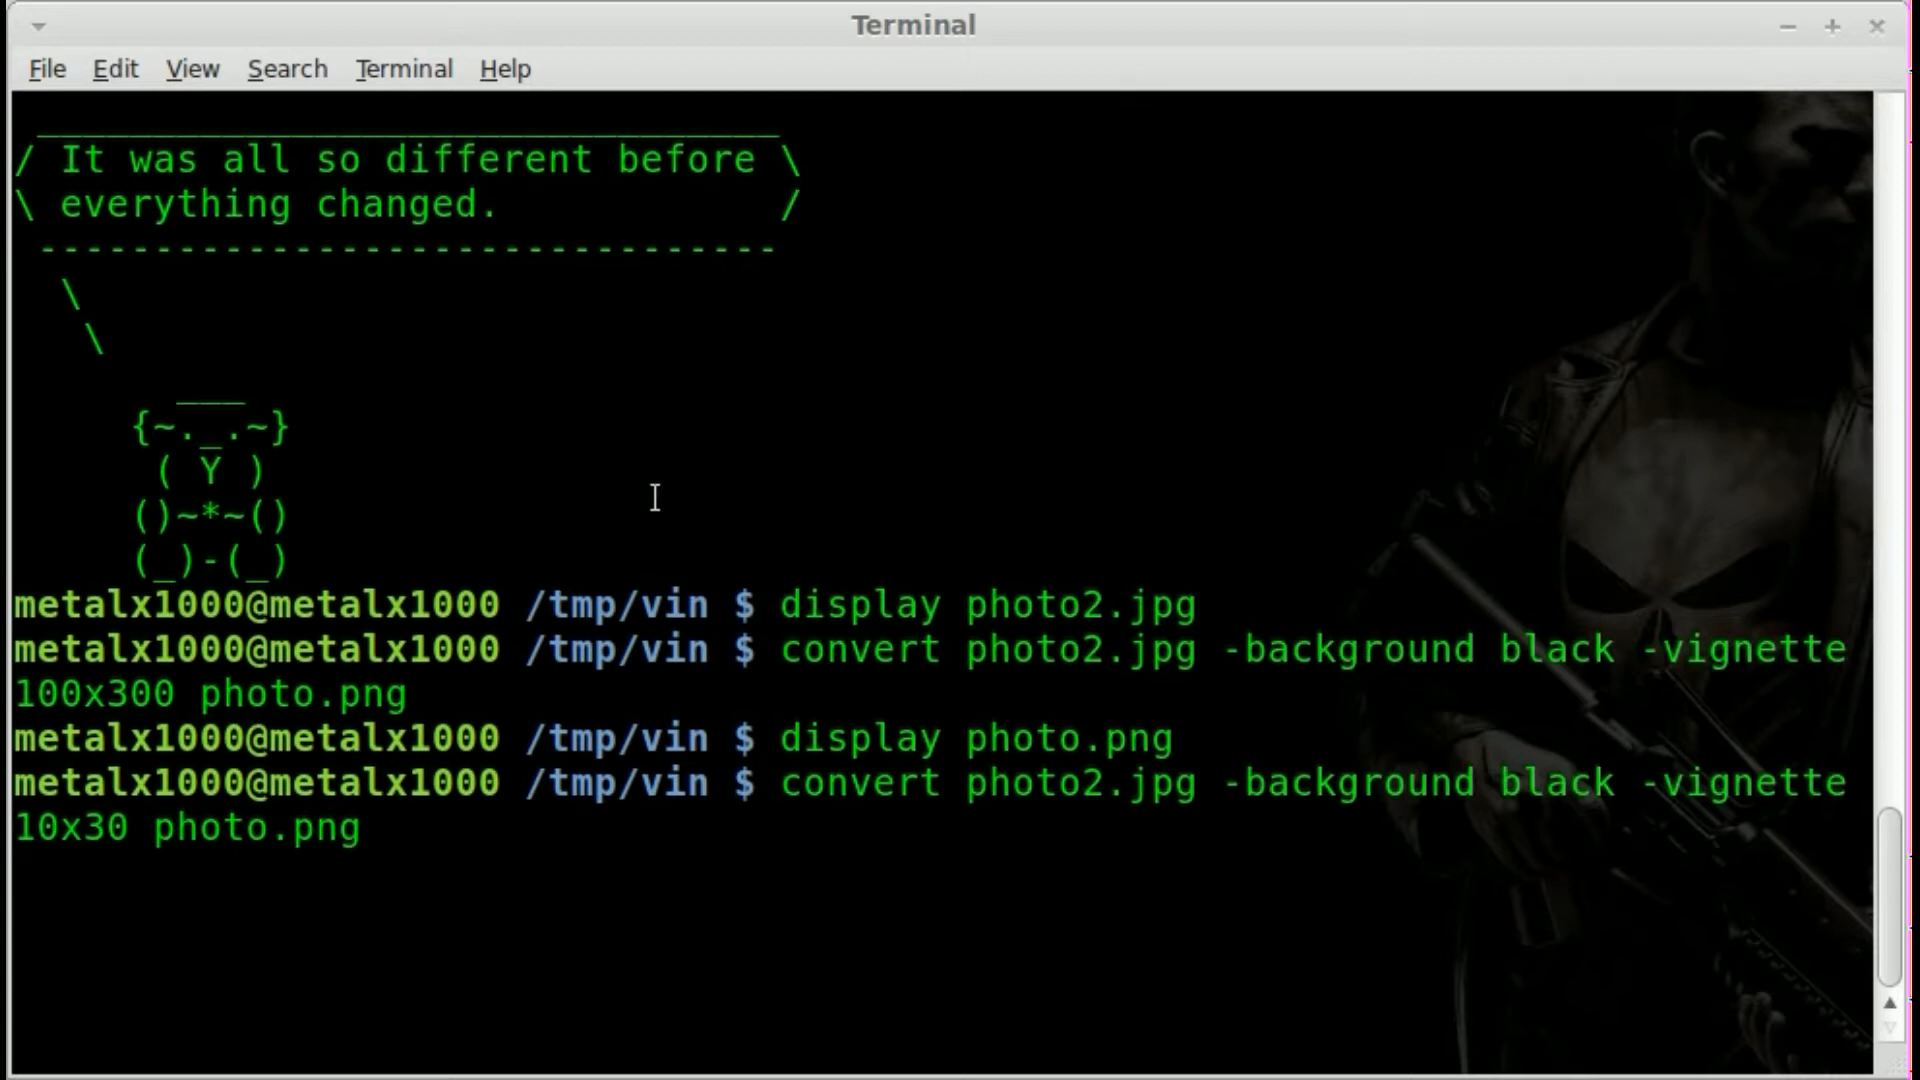 Terminal
File Edit View Search Terminal Help
 ________________________________
/ It was all so different before \
\ everything changed.            /
 --------------------------------
  \
   \
       ___
     {~._.~}
      ( Y )
     ()~*~()
     (_)-(_)
metalx1000@metalx1000 /tmp/vin $ display photo2.jpg
metalx1000@metalx1000 /tmp/vin $ convert photo2.jpg -background black -vignette
100x300 photo.png
metalx1000@metalx1000 /tmp/vin $ display photo.png
metalx1000@metalx1000 /tmp/vin $ convert photo2.jpg -background black -vignette
10x30 photo.png